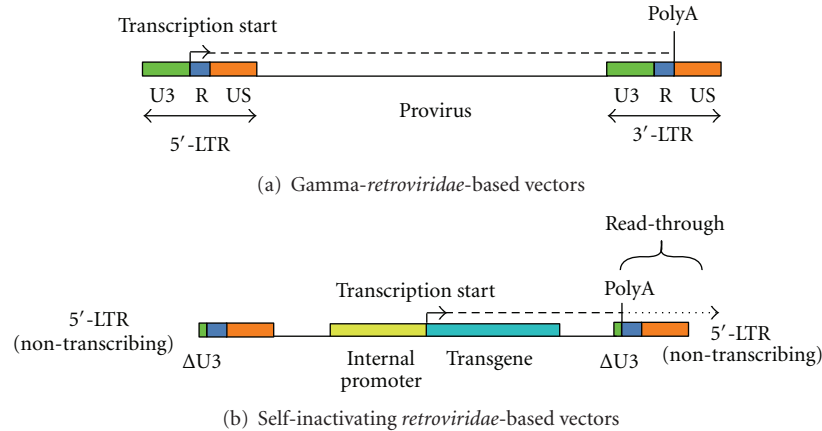 PolyA
Transcription start
U3 R US
Provirus
U3 R US
5′-LTR
3′-LTR
(a) Gamma-retroviridae-based vectors
Read-through
PolyA
Transcription start
5′-LTR
(non-transcribing)
5′-LTR
(non-transcribing)
ΔU3
Internal
promoter
Transgene
ΔU3
(b) Self-inactivating retroviridae-based vectors